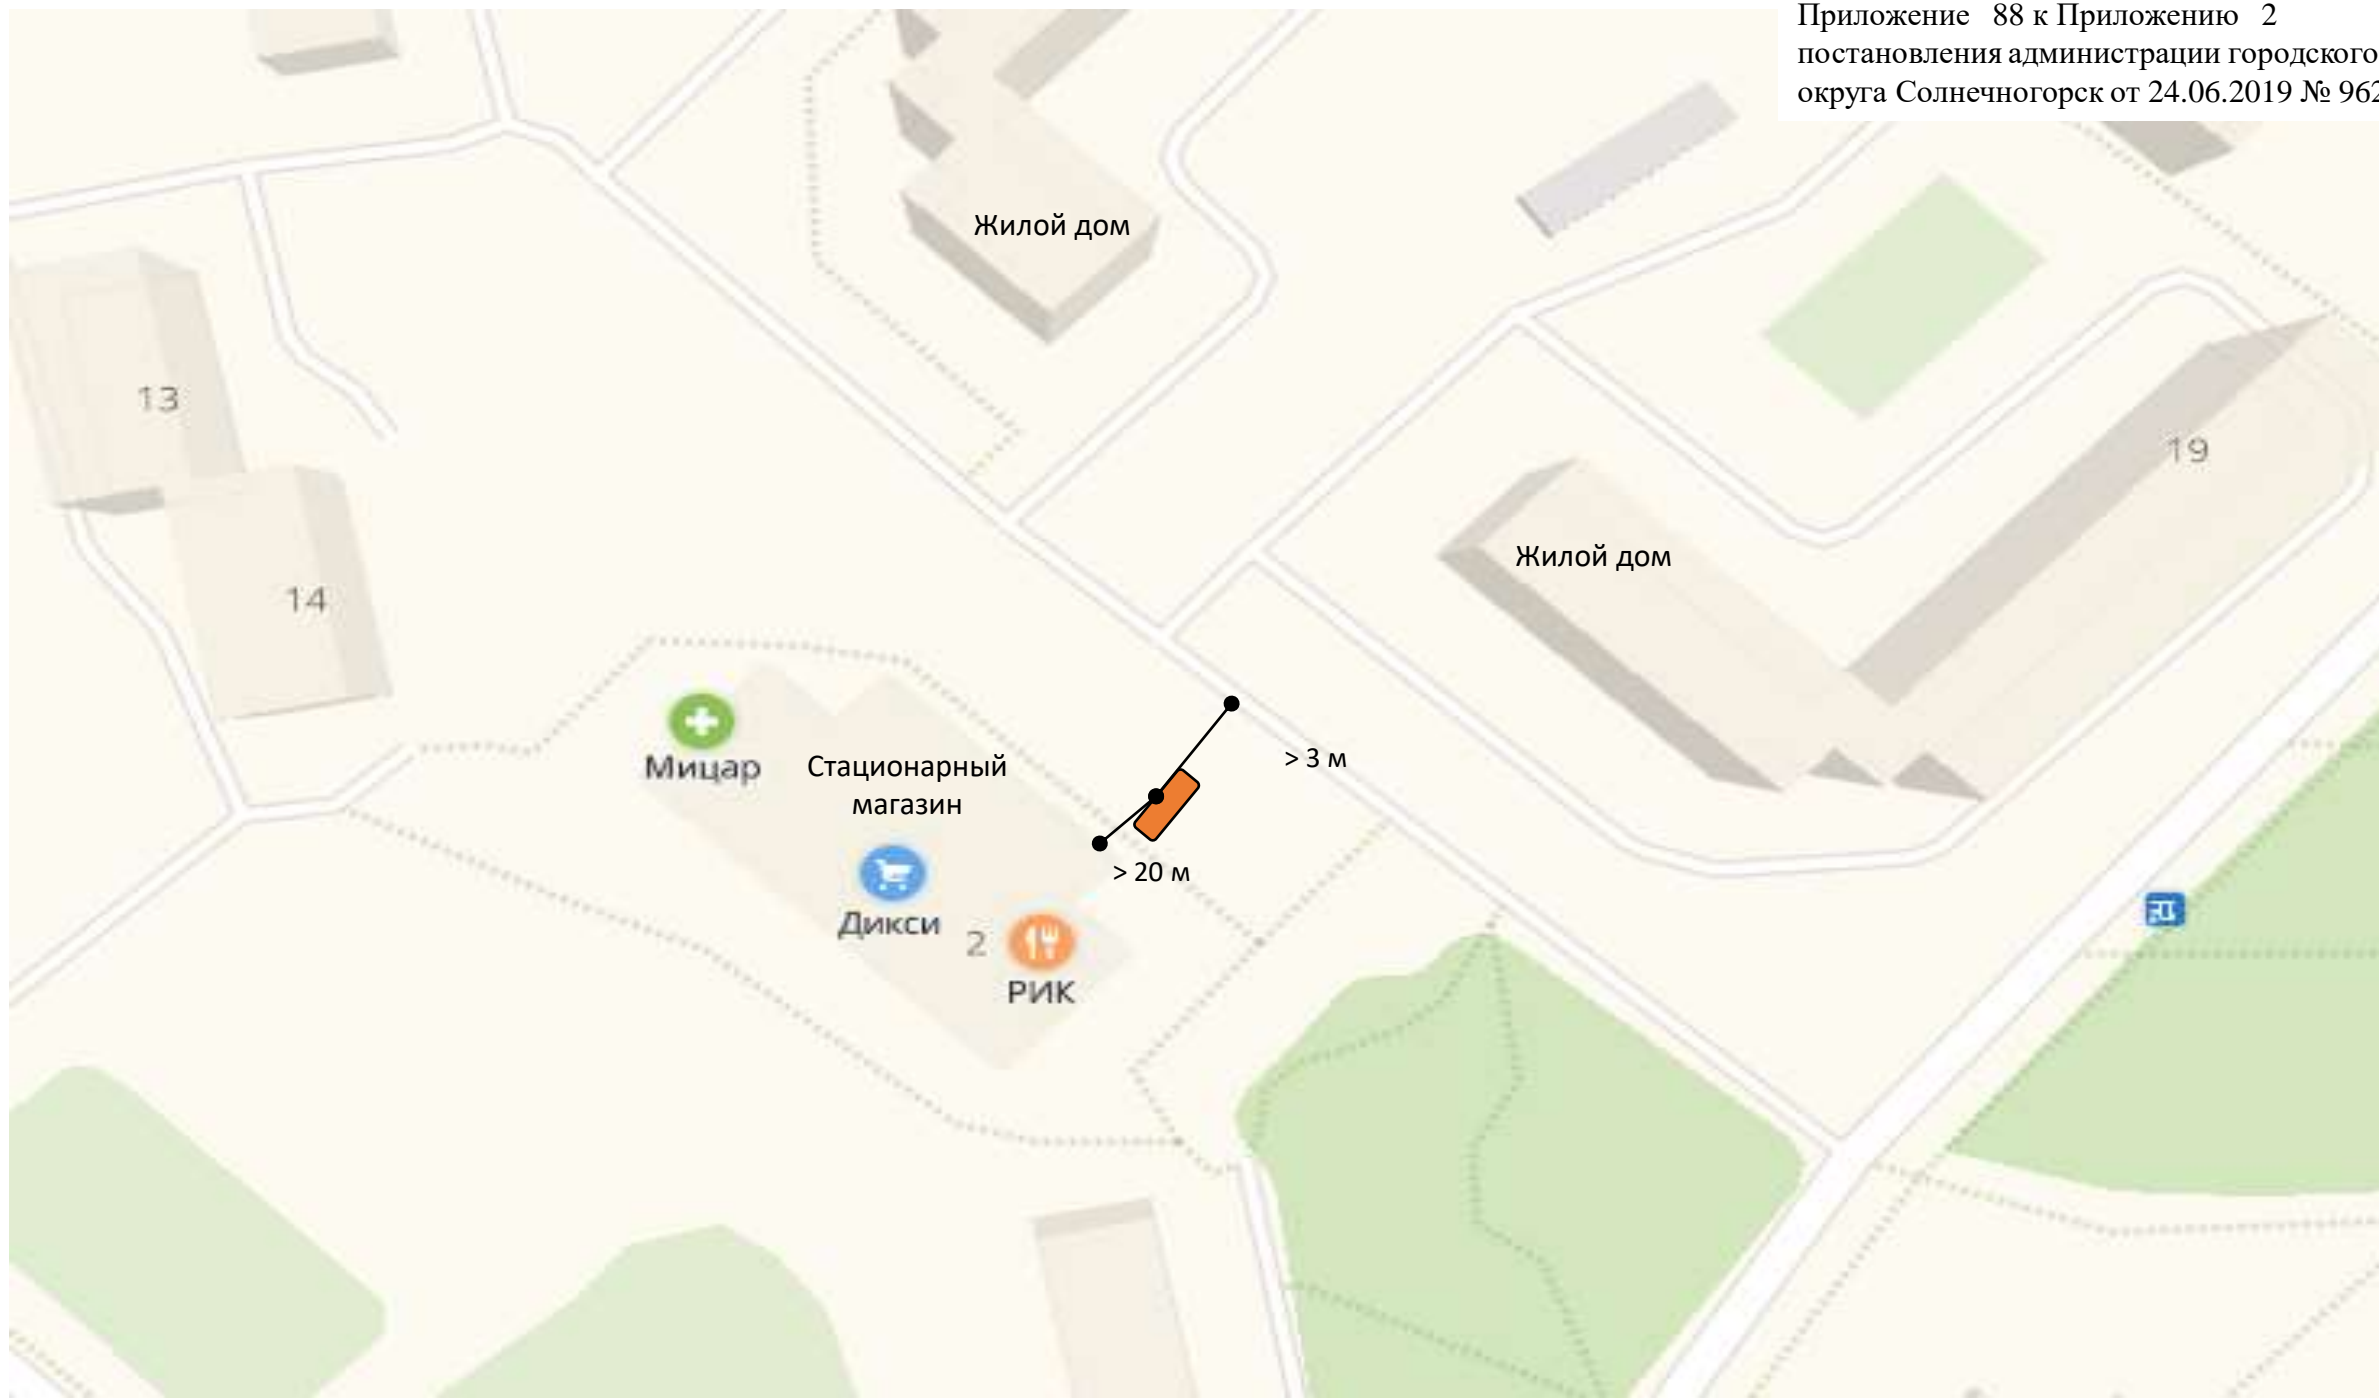 Приложение 88 к Приложению 2
постановления администрации городского
округа Солнечногорск от 24.06.2019 № 962
Жилой дом
13
19
Жилой дом
14
Мицар
Стационарный
магазин
> 3 м
> 20 м
Дикси
2
РИК